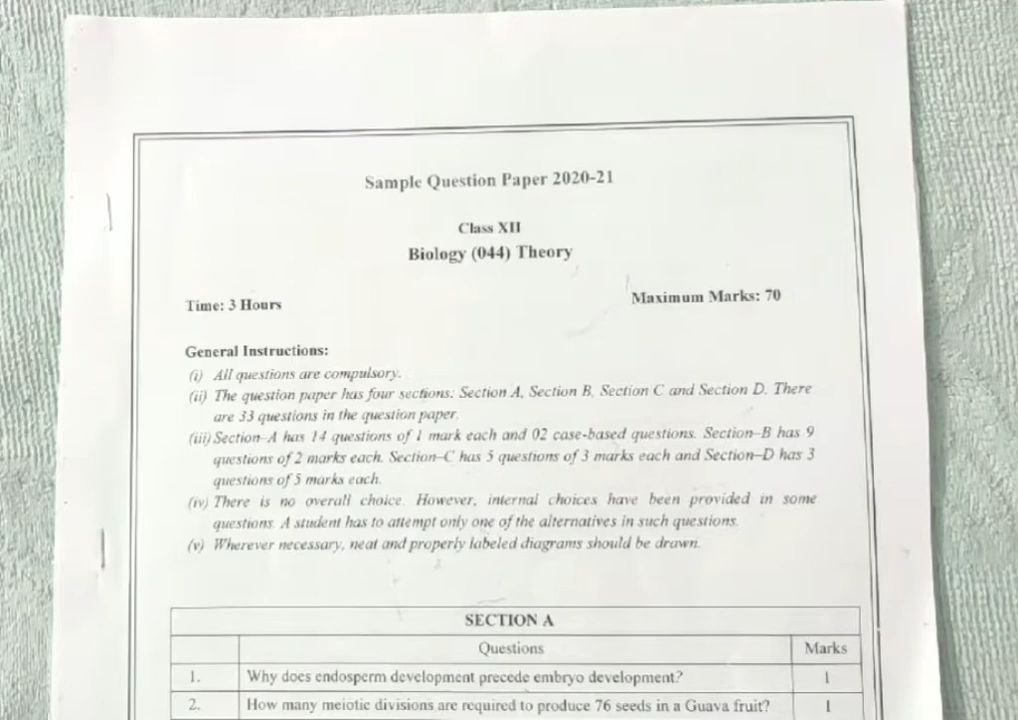 Sample Question Paper 2020-21
Class XII
Biology (044) Theory
Time: 3 Hours Maximum Marks: 70
General Instructions:
(i) All questions are compulsory.
(ii) The question paper has four sections: Section A, Section B, Section C and Section D. There
are 33 questions in the question paper.
(iii) Section–A has 14 questions of 1 mark each and 02 case-based questions. Section–B has 9
questions of 2 marks each. Section–C has 5 questions of 3 marks each and Section–D has 3
questions of 5 marks each.
(iv) There is no overall choice. However, internal choices have been provided in some
questions. A student has to attempt only one of the alternatives in such questions.
(v) Wherever necessary, neat and properly labeled diagrams should be drawn.
SECTION A
Questions Marks
1. Why does endosperm development precede embryo development? 1
2. How many meiotic divisions are required to produce 76 seeds in a Guava fruit? 1